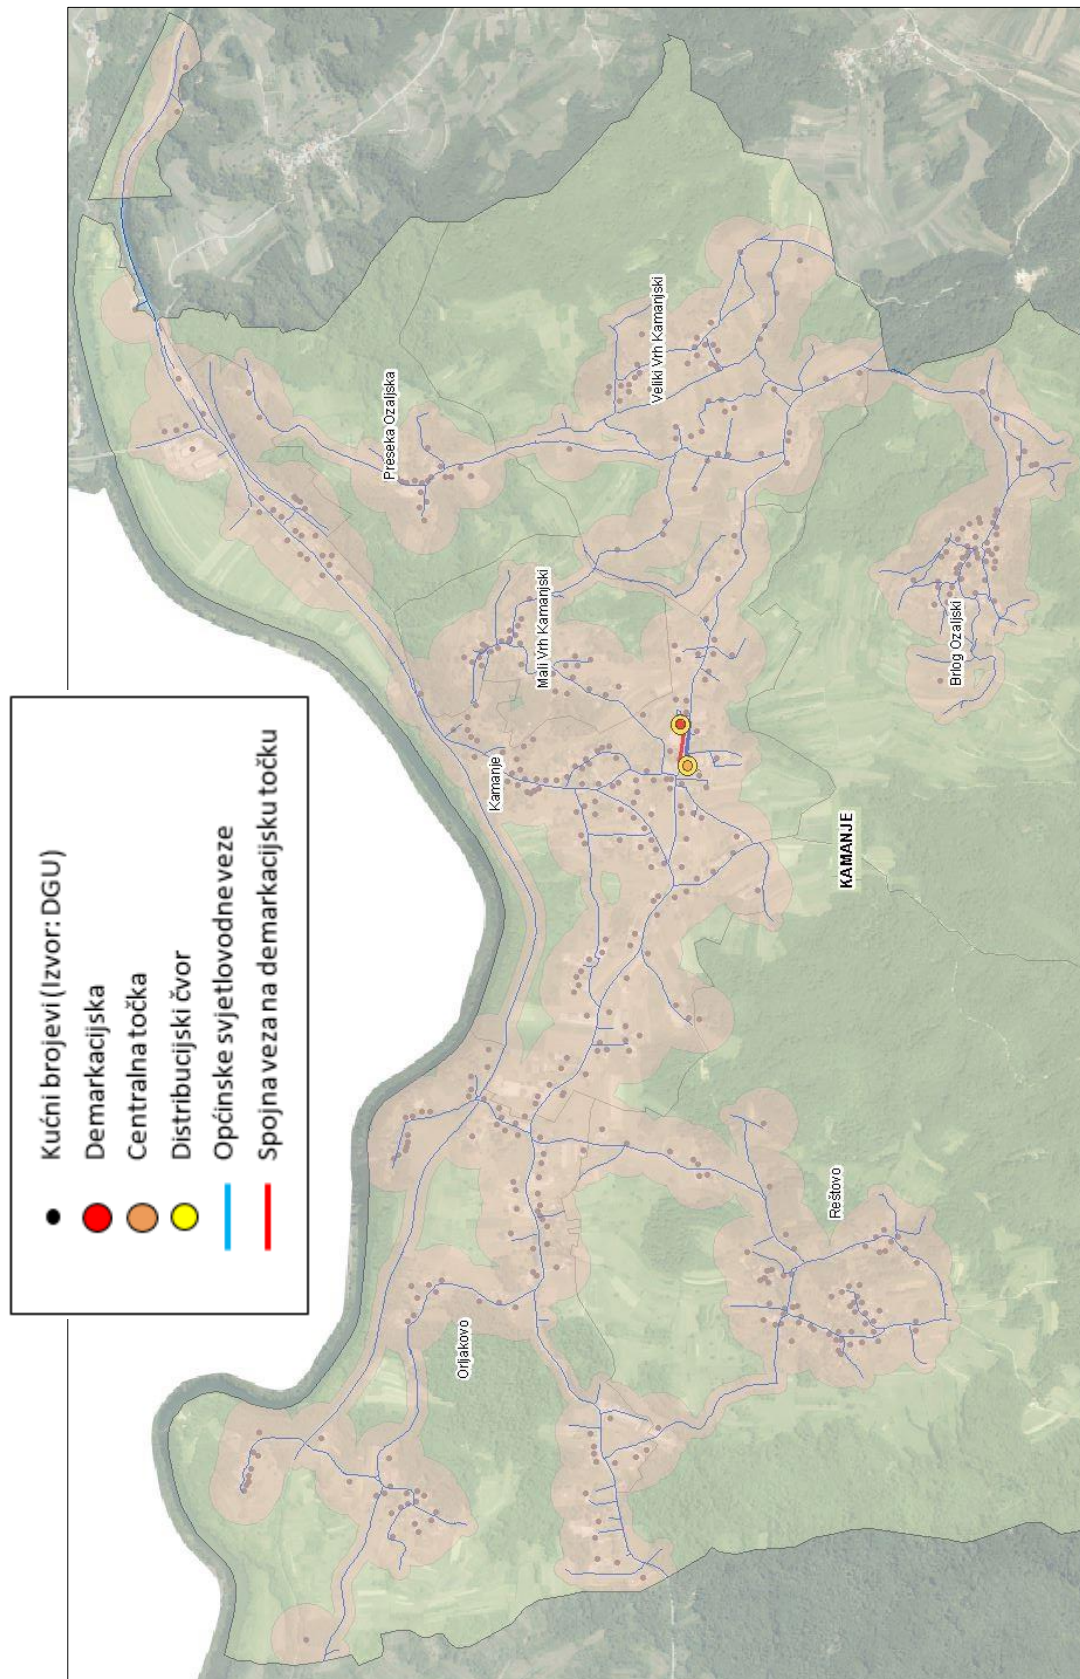 Kućni brojevi (Izvor: DGU)
Demarkacijska
Centralna točka
Distribucijski čvor
Općinske svjetlovodne veze
Spojna veza na demarkacijsku točku
Preseka Ozaljska
Veliki Vrh Kamanjski
Mali Vrh Kamanjski
Kamanje
Brlog Ozaljski
KAMANJE
Orljakovo
Reštovo